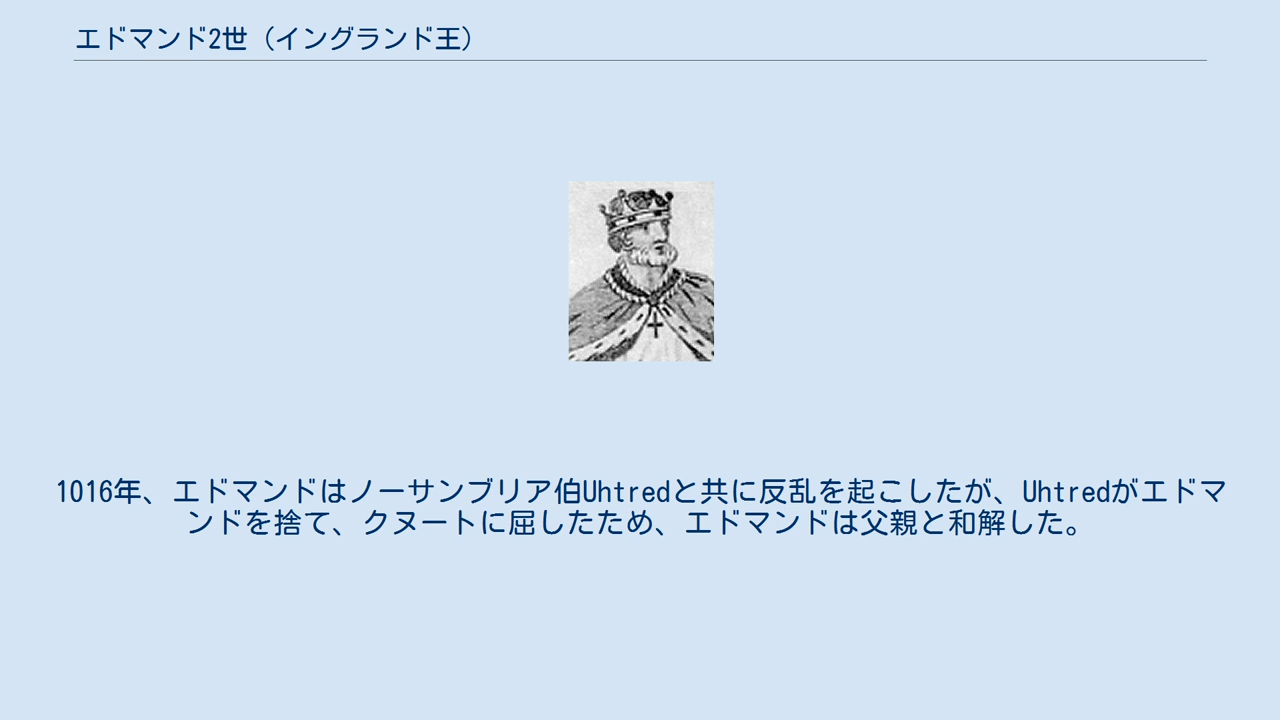 エドマンド2世（イングランド王）
1016年、エドマンドはノーサンブリア伯Uhtredと共に反乱を起こしたが、Uhtredがエドマ
ンドを捨て、クヌートに屈したため、エドマンドは父親と和解した。